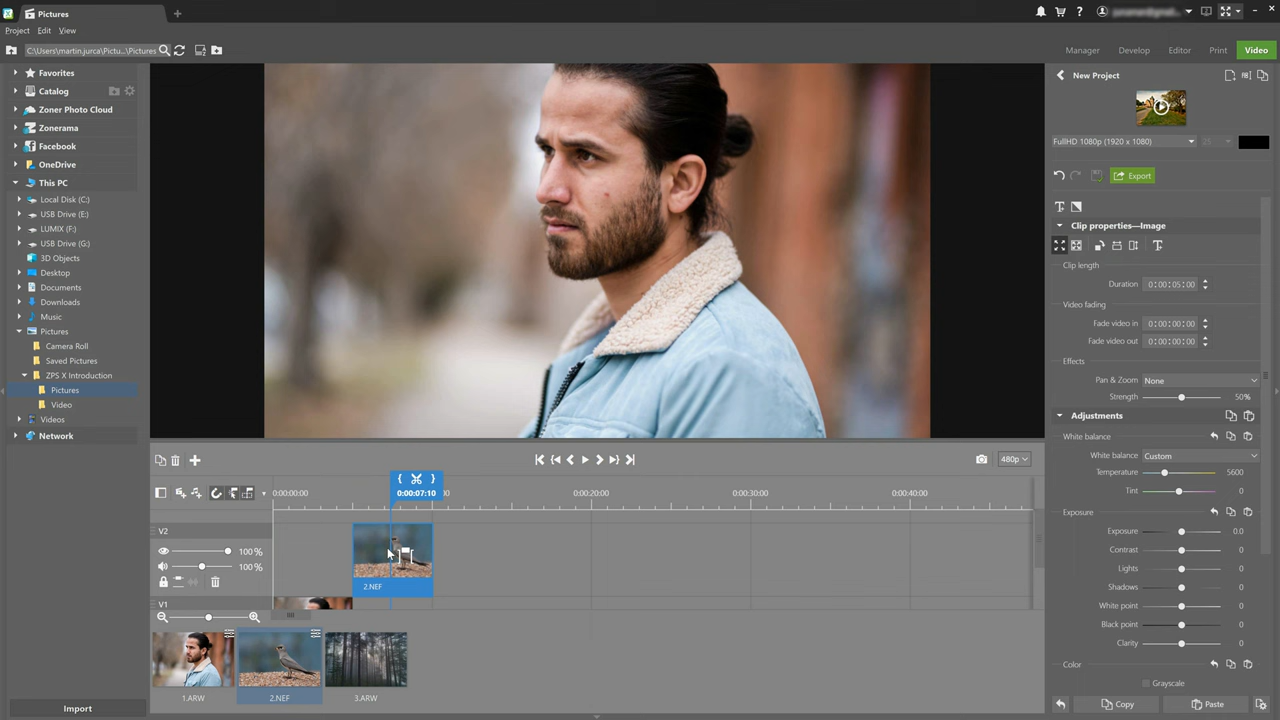 Pictures
Project Edit View
C:\Users\martin.jurca\Pictu...\Pictures
Manager Develop Editor Print Video
Favorites
Catalog
Zoner Photo Cloud
Zonerama
Facebook
OneDrive
This PC
Local Disk (C:)
USB Drive (E:)
LUMIX (F:)
USB Drive (G:)
3D Objects
Desktop
Documents
Downloads
Music
Pictures
Camera Roll
Saved Pictures
ZPS X Introduction
Pictures
Video
Videos
Network
Import
480p
0:00:07:10
0:00:00:00 0:00:20:00 0:00:30:00 0:00:40:00
V2
100 %
100 %
2.NEF
V1
1.ARW 2.NEF 3.ARW
New Project
FullHD 1080p (1920 x 1080) 25
Export
Clip properties—Image
Clip length
Duration 0:00:05:00
Video fading
Fade video in 0:00:00:00
Fade video out 0:00:00:00
Effects
Pan & Zoom None
Strength 50%
Adjustments
White balance
White balance Custom
Temperature 5600
Tint 0
Exposure
Exposure 0.0
Contrast 0
Lights 0
Shadows 0
White point 0
Black point 0
Clarity 0
Color
Grayscale
Copy Paste